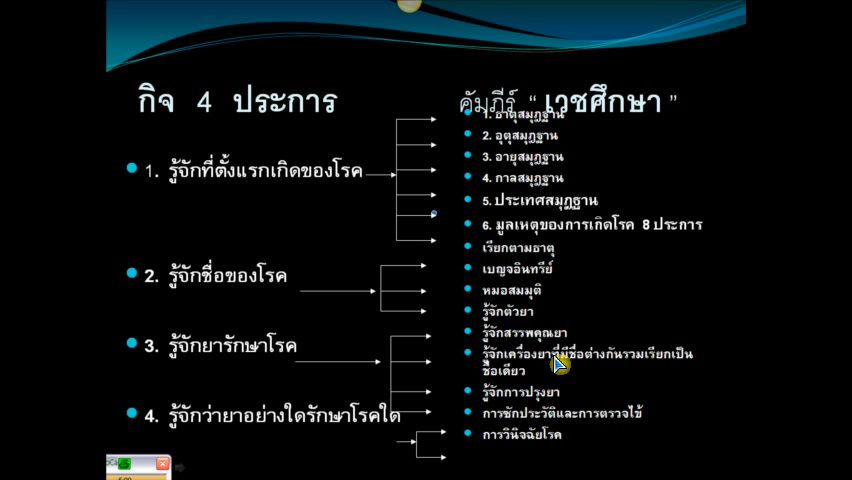 กิจ 4 ประการ
คัมภีร์ “ เวชศึกษา ”
1. รู้จักที่ตั้งแรกเกิดของโรค
2. รู้จักชื่อของโรค
3. รู้จักยารักษาโรค
4. รู้จักว่ายาอย่างใดรักษาโรคใด
1. ธาตุสมุฏฐาน
2. อุตุสมุฏฐาน
3. อายุสมุฏฐาน
4. กาลสมุฏฐาน
5. ประเทศสมุฏฐาน
6. มูลเหตุของการเกิดโรค 8 ประการ
เรียกตามธาตุ
เบญจอินทรีย์
หมอสมมุติ
รู้จักตัวยา
รู้จักสรรพคุณยา
รู้จักเครื่องยาที่มีชื่อต่างกันรวมเรียกเป็น
ชื่อเดียว
รู้จักการปรุงยา
การซักประวัติและการตรวจไข้
การวินิจฉัยโรค